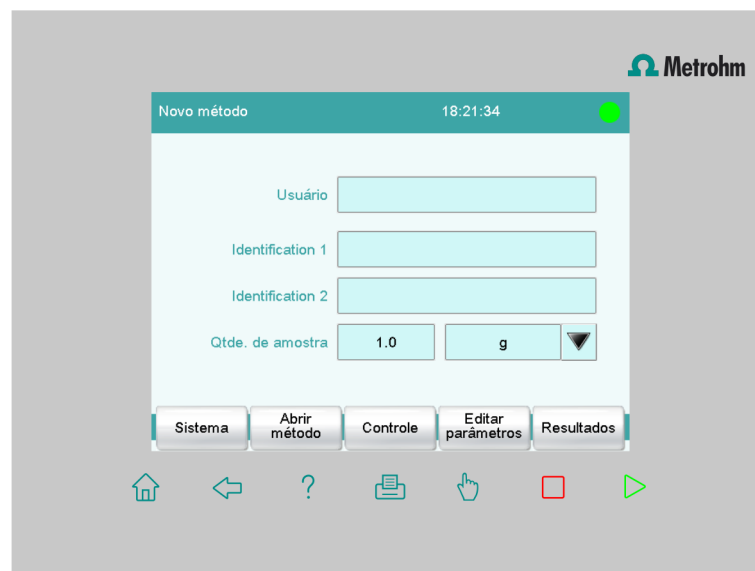 Metrohm
Novo método 18:21:34
Usuário
Identification 1
Identification 2
Qtde. de amostra 1.0 g
Sistema
Abrir
método
Controle
Editar
parâmetros
Resultados
?